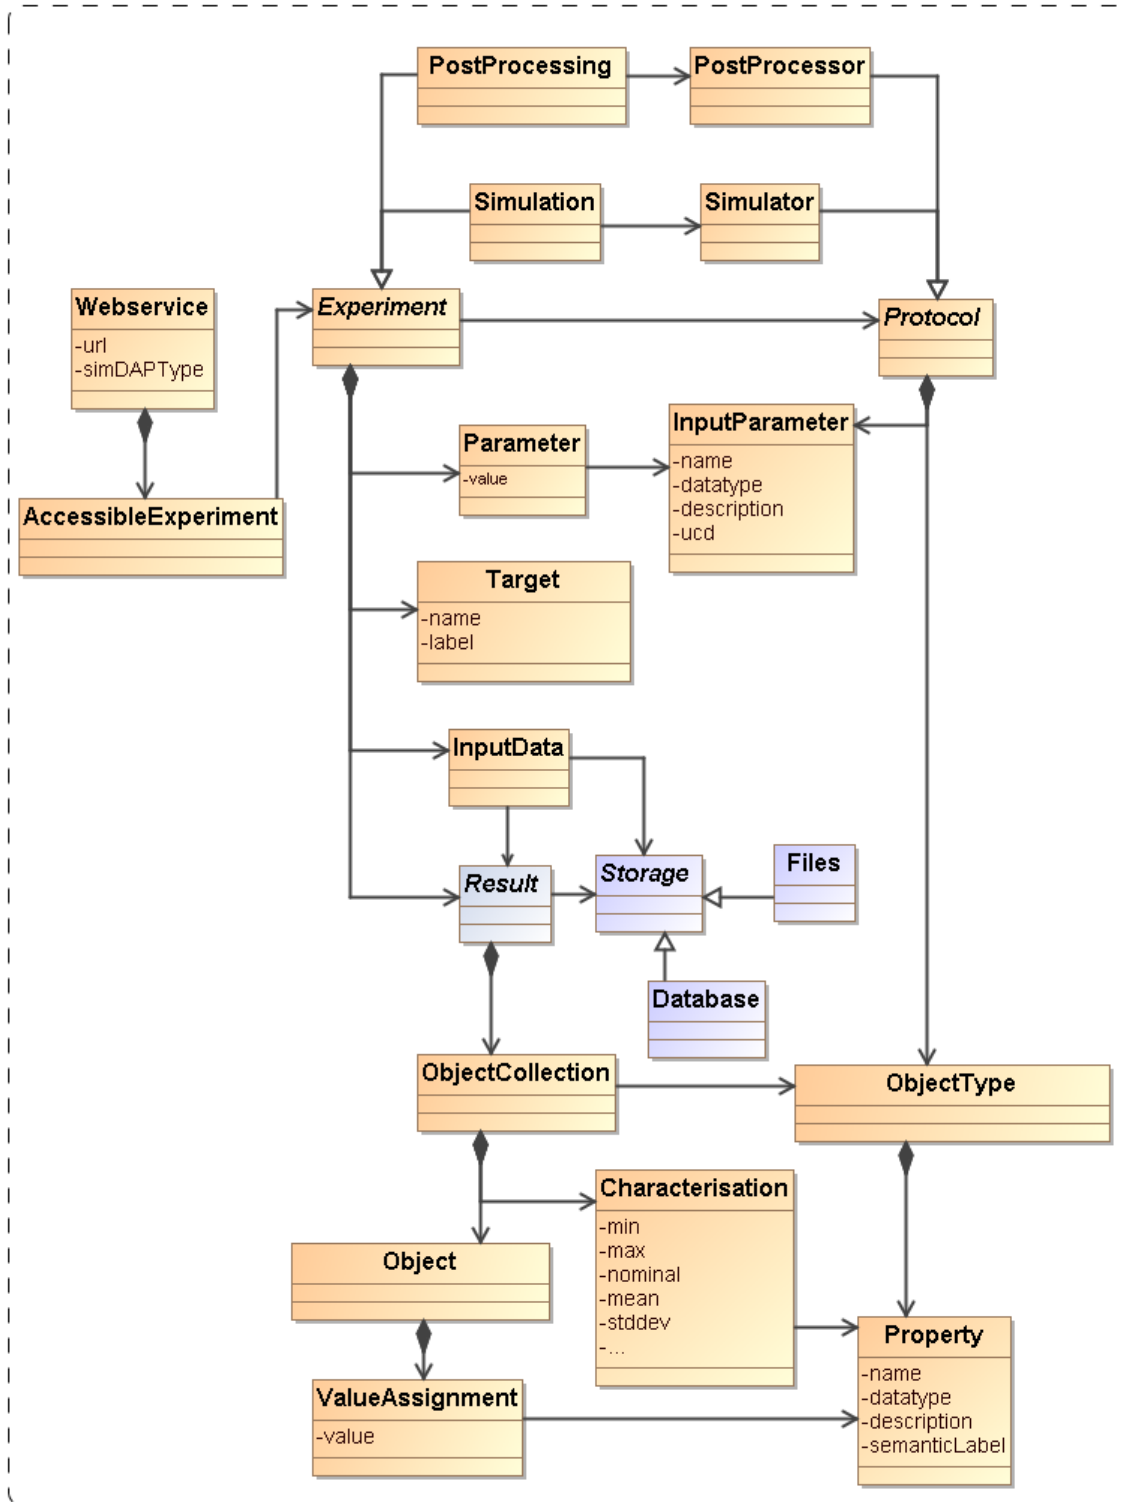 PostProcessing
PostProcessor
Simulation
Simulator
Webservice
-url
-simDAPType
Experiment
Protocol
AccessibleExperiment
Parameter
-value
InputParameter
-name
-datatype
-description
-ucd
Target
-name
-label
InputData
Result
Storage
Files
Database
ObjectCollection
ObjectType
Characterisation
-min
-max
-nominal
-mean
-stddev
-...
Object
ValueAssignment
-value
Property
-name
-datatype
-description
-semanticLabel